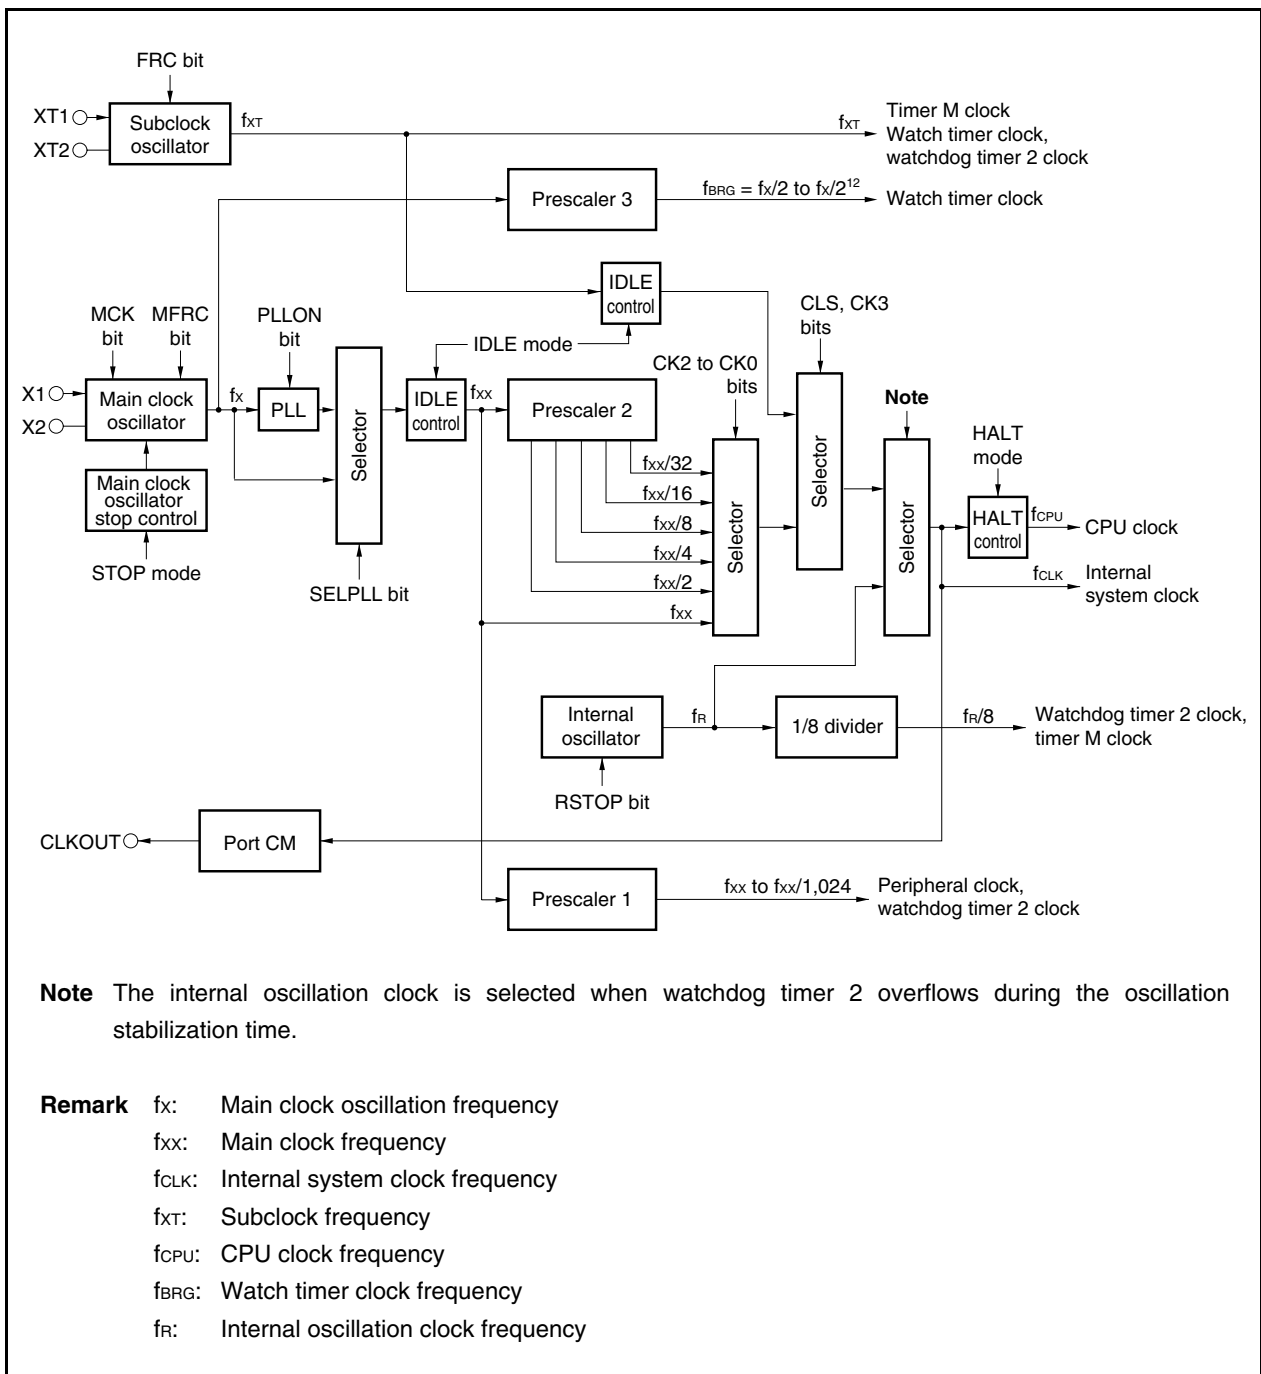 FRC bit
XT1
XT2
Subclock
oscillator
fXT
fXT
Timer M clock
Watch timer clock,
watchdog timer 2 clock
Prescaler 3
fBRG = fX/2 to fX/2¹²
Watch timer clock
IDLE
control
CLS, CK3
bits
MCK
bit
MFRC
bit
PLLON
bit
IDLE mode
CK2 to CK0
bits
X1
X2
Main clock
oscillator
fX
PLL
Selector
IDLE
control
fXX
Prescaler 2
Selector
Note
HALT
mode
Main clock
oscillator
stop control
STOP mode
SELPLL bit
fXX/32
fXX/16
fXX/8
fXX/4
fXX/2
fXX
Selector
Selector
HALT
control
fCPU
CPU clock
fCLK
Internal
system clock
Internal
oscillator
fR
1/8 divider
fR/8
Watchdog timer 2 clock,
timer M clock
RSTOP bit
CLKOUT
Port CM
Prescaler 1
fXX to fXX/1,024
Peripheral clock,
watchdog timer 2 clock
Note The internal oscillation clock is selected when watchdog timer 2 overflows during the oscillation
stabilization time.
Remark fX: Main clock oscillation frequency
fXX: Main clock frequency
fCLK: Internal system clock frequency
fXT: Subclock frequency
fCPU: CPU clock frequency
fBRG: Watch timer clock frequency
fR: Internal oscillation clock frequency